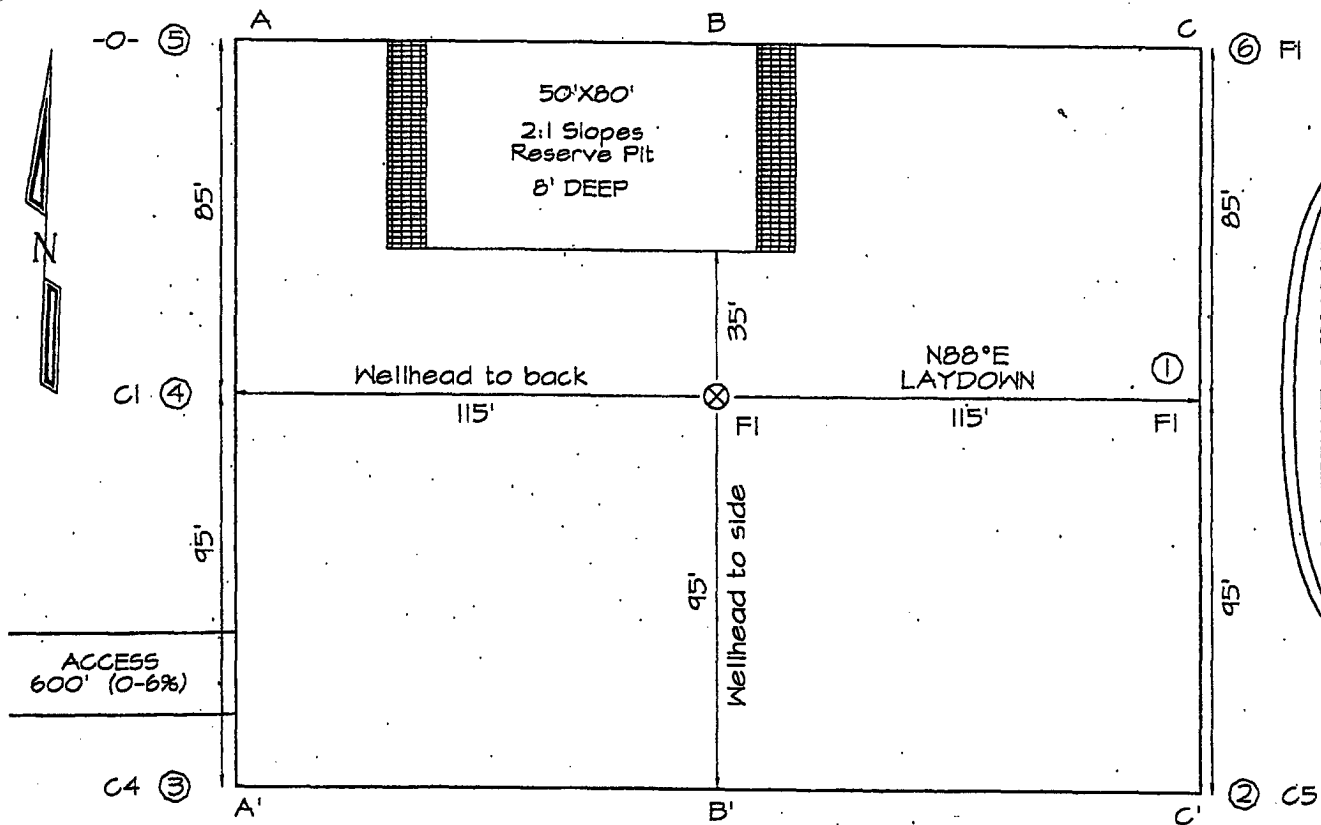 A
B
C
-0- ⑤
⑥ F1
50'X80'
2:1 Slopes
Reserve Pit
8' DEEP
85'
85'
N
35'
N88°E
LAYDOWN
①
C1 ④
Wellhead to back
115'
F1
115'
F1
95'
95'
Wellhead to side
95'
ACCESS
600' (0-6%)
C4 ③
② C5
A'
B'
C'